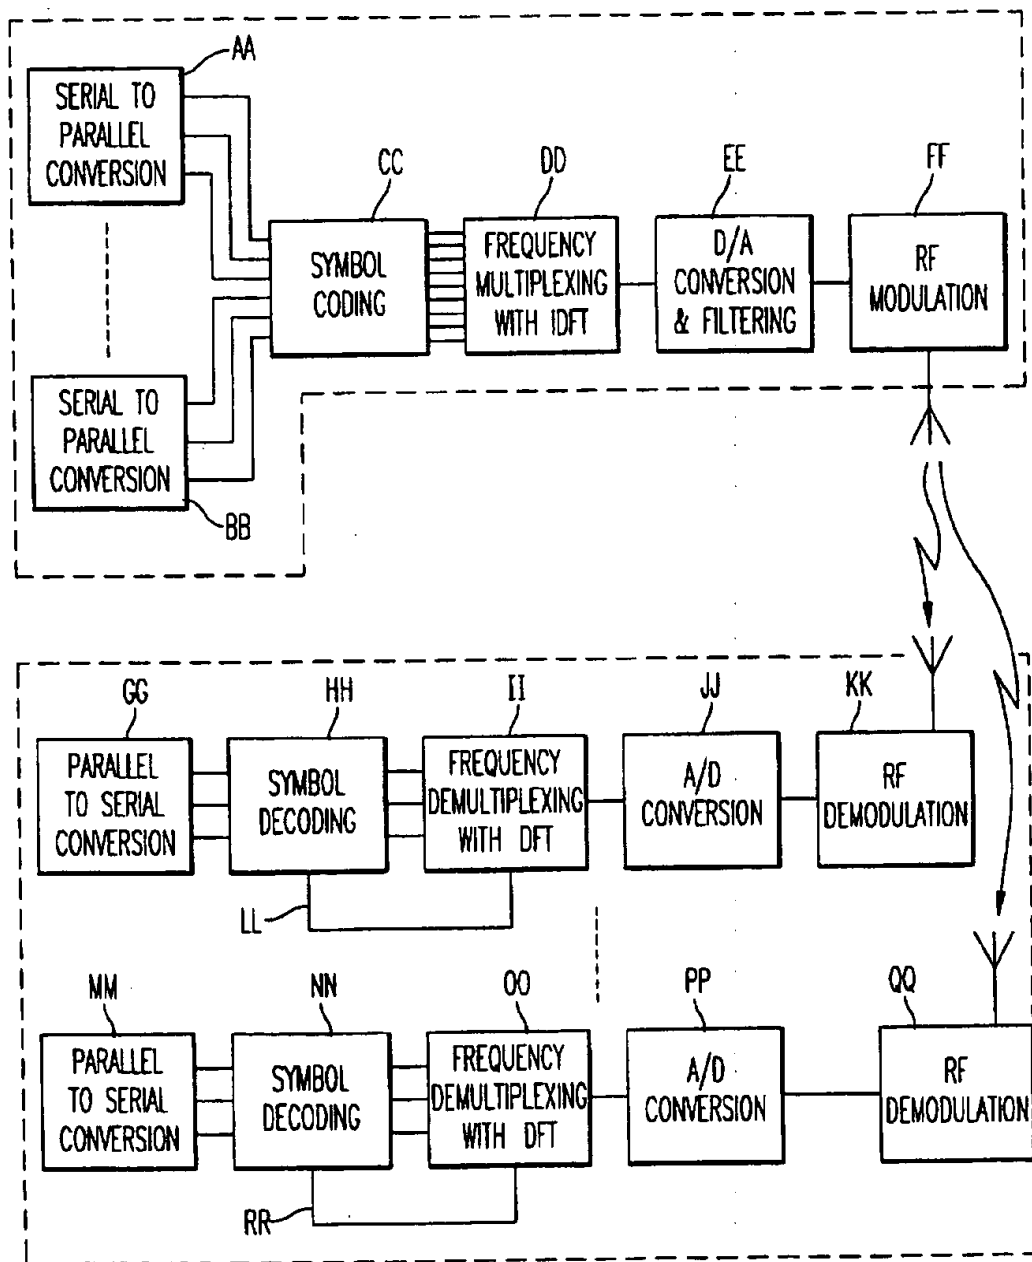 AA
SERIAL TO
PARALLEL
CONVERSION
CC
DD
EE
FF
SYMBOL
CODING
FREQUENCY
MULTIPLEXING
WITH IDFT
D/A
CONVERSION
& FILTERING
RF
MODULATION
SERIAL TO
PARALLEL
CONVERSION
BB
GG
HH
II
JJ
KK
PARALLEL
TO SERIAL
CONVERSION
SYMBOL
DECODING
FREQUENCY
DEMULTIPLEXING
WITH DFT
A/D
CONVERSION
RF
DEMODULATION
LL
MM
NN
OO
PP
QQ
PARALLEL
TO SERIAL
CONVERSION
SYMBOL
DECODING
FREQUENCY
DEMULTIPLEXING
WITH DFT
A/D
CONVERSION
RF
DEMODULATION
RR